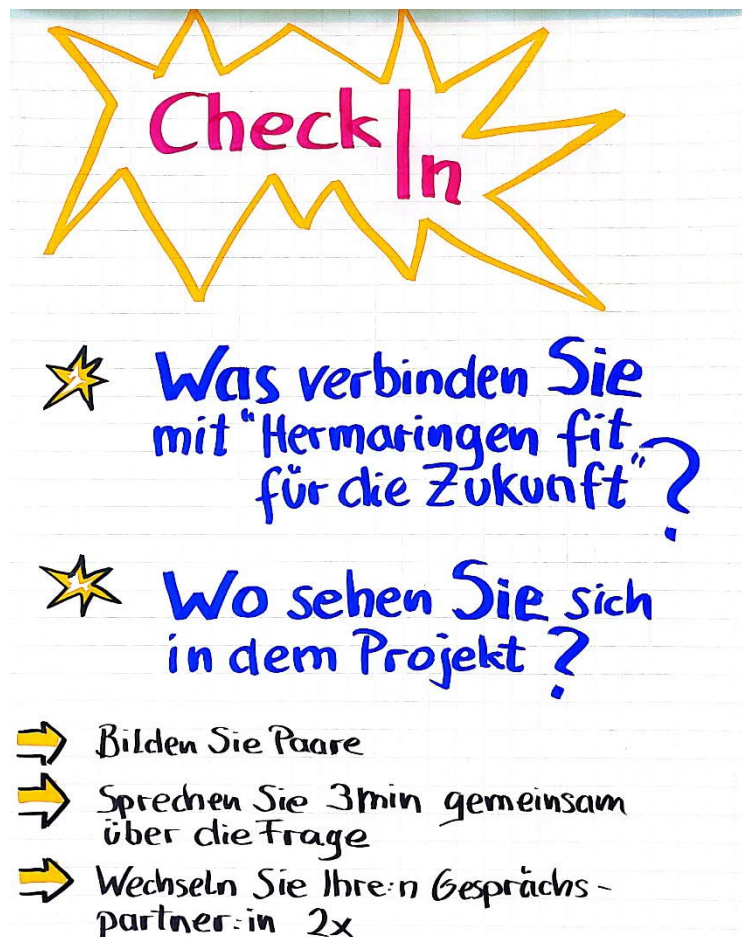 Check In
Was verbinden Sie
mit "Hermaringen fit
für die Zukunft"?
Wo sehen Sie sich
in dem Projekt?
Bilden Sie Paare
Sprechen Sie 3min gemeinsam
über die Frage
Wechseln Sie Ihre:n Gesprächs-
partner:in 2x